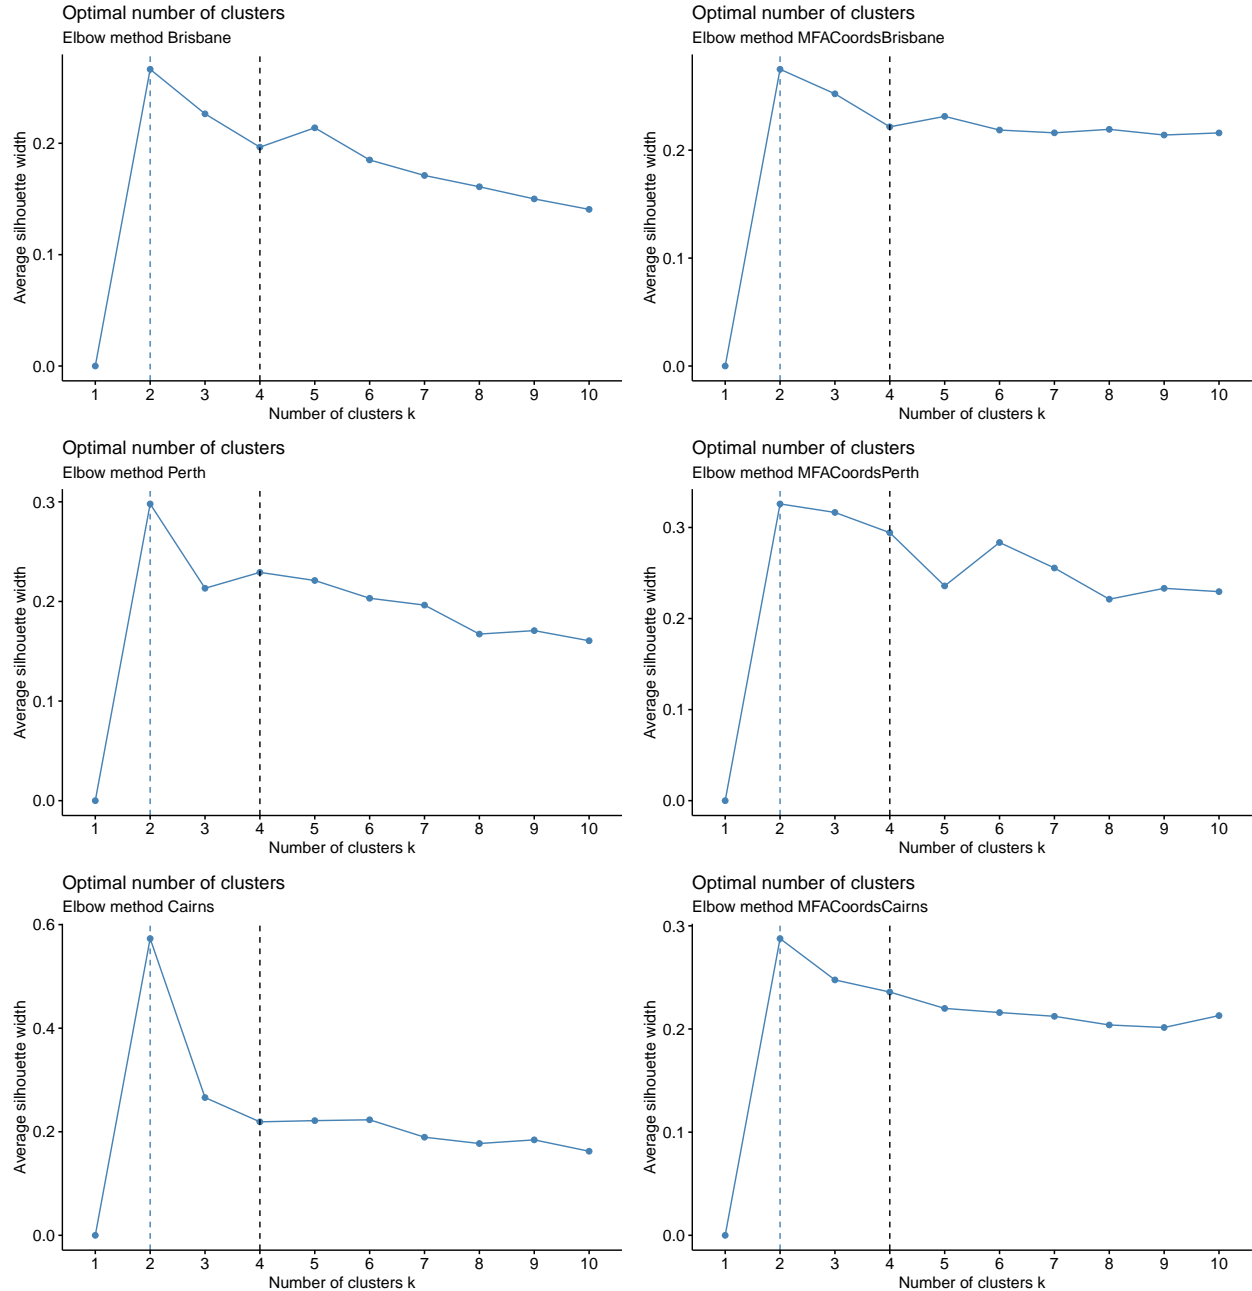 Optimal number of clusters
Elbow method Brisbane
Average silhouette width
0.2
0.1
0.0
1 2 3 4 5 6 7 8 9 10
Number of clusters k
Optimal number of clusters
Elbow method MFACoordsBrisbane
Average silhouette width
0.2
0.1
0.0
1 2 3 4 5 6 7 8 9 10
Number of clusters k
Optimal number of clusters
Elbow method Perth
Average silhouette width
0.3
0.2
0.1
0.0
1 2 3 4 5 6 7 8 9 10
Number of clusters k
Optimal number of clusters
Elbow method MFACoordsPerth
Average silhouette width
0.3
0.2
0.1
0.0
1 2 3 4 5 6 7 8 9 10
Number of clusters k
Optimal number of clusters
Elbow method Cairns
Average silhouette width
0.6
0.4
0.2
0.0
1 2 3 4 5 6 7 8 9 10
Number of clusters k
Optimal number of clusters
Elbow method MFACoordsCairns
Average silhouette width
0.3
0.2
0.1
0.0
1 2 3 4 5 6 7 8 9 10
Number of clusters k